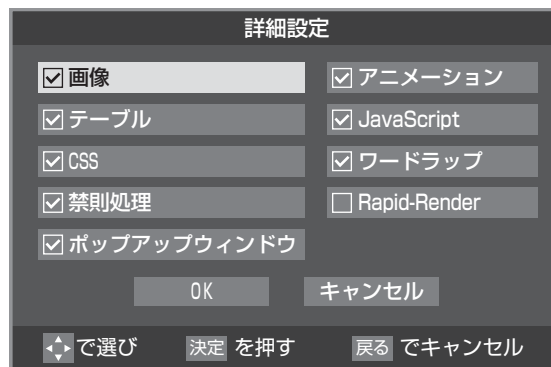 詳細設定
画像
アニメーション
テーブル
JavaScript
CSS
ワードラップ
禁則処理
Rapid-Render
ポップアップウィンドウ
OK
キャンセル
で選び 決定 を押す 戻る でキャンセル